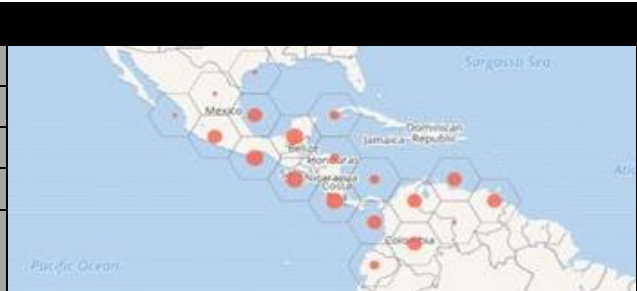 Sargasso Sea
Mexico
Dominican
Republic
Jamaica
Belize
Honduras
Nicaragua
Costa
Colombia
Pacific Ocean